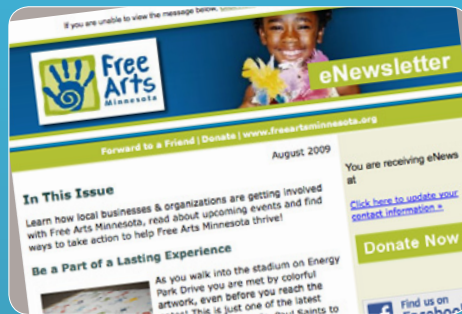 If you are unable to view the message below,
Free
Arts
Minnesota
eNewsletter
Forward to a Friend | Donate | www.freeartsminnesota.org
August 2009
In This Issue
Learn how local businesses & organizations are getting involved
with Free Arts Minnesota, read about upcoming events and find
ways to take action to help Free Arts Minnesota thrive!
Be a Part of a Lasting Experience
As you walk into the stadium on Energy
Park Drive you are met by colorful
artwork, even before you reach the
This is just one of the latest
Paul Saints to
You are receiving eNews
at
Click here to update your
contact information »
Donate Now
Find us on
Facebook